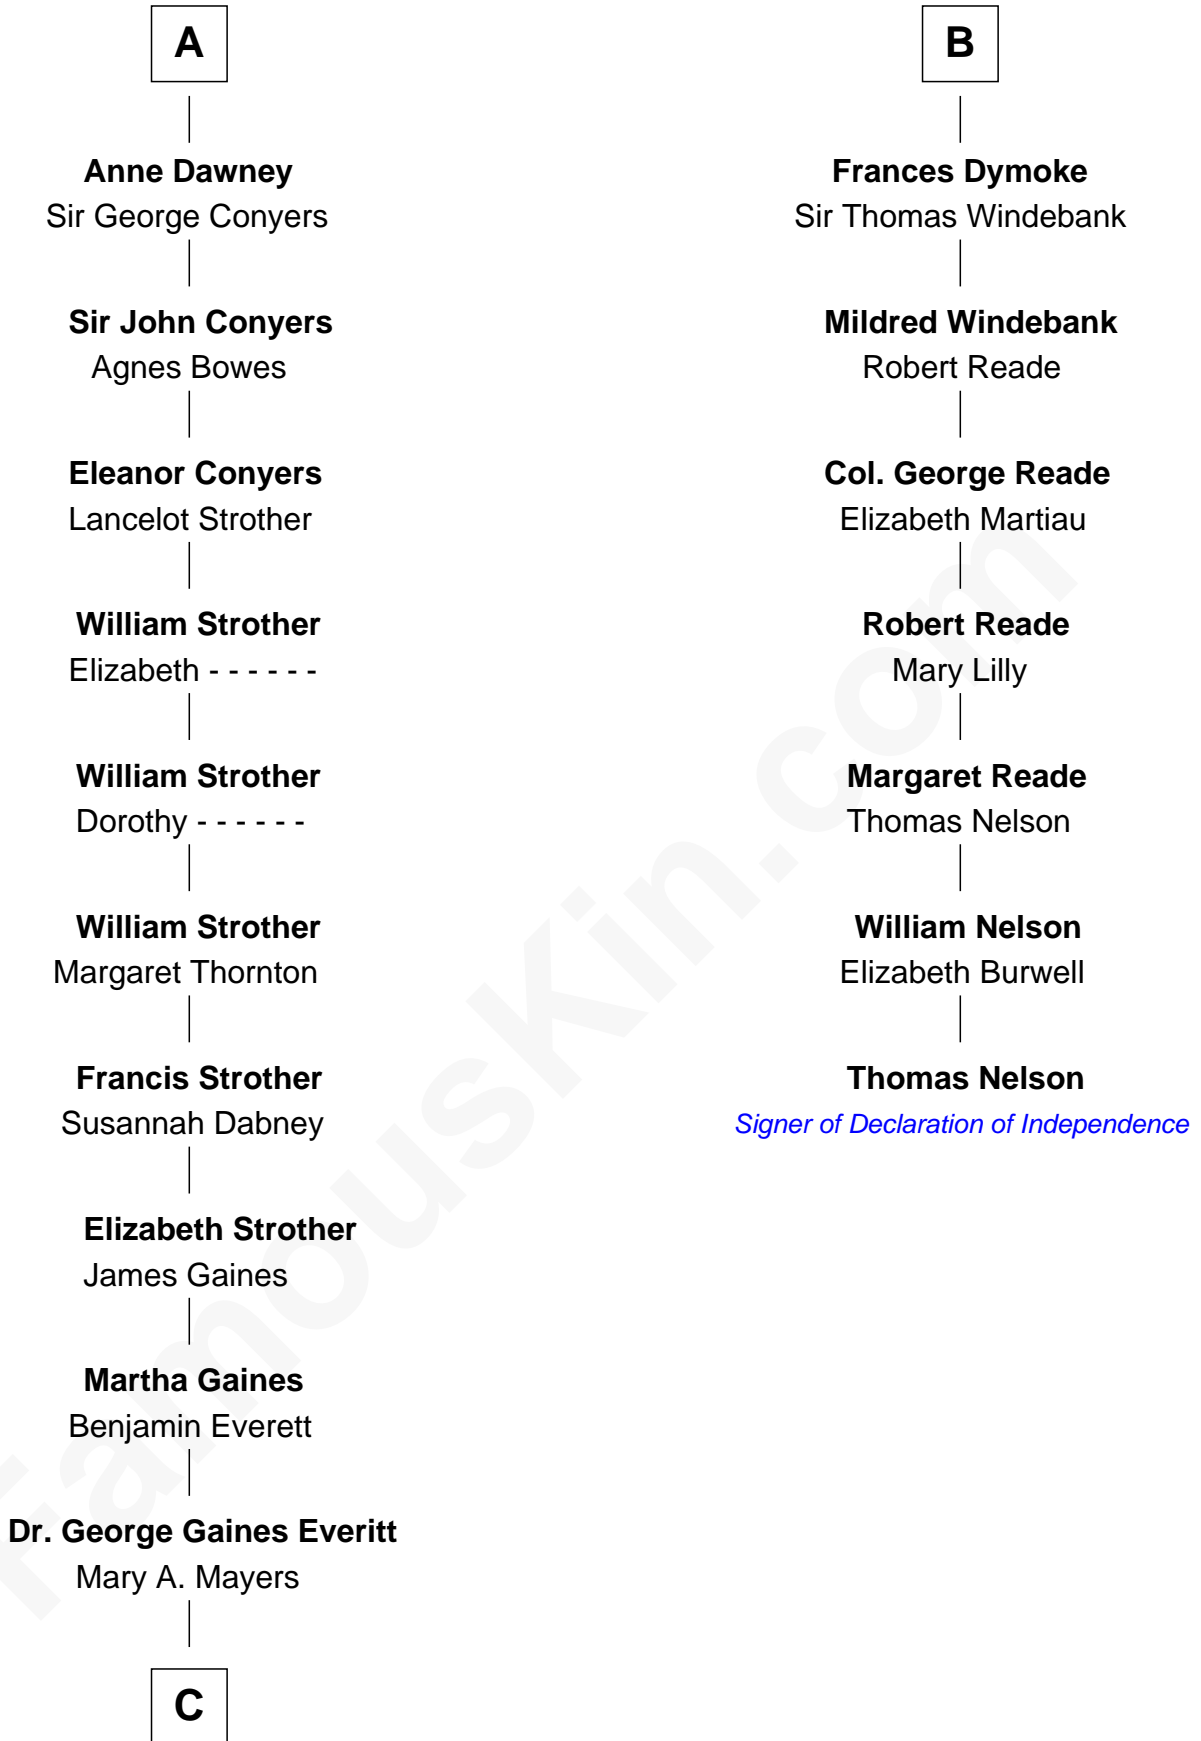 A
Anne Dawney
Sir George Conyers
Sir John Conyers
Agnes Bowes
Eleanor Conyers
Lancelot Strother
William Strother
Elizabeth - - - - - -
William Strother
Dorothy - - - - - -
William Strother
Margaret Thornton
Francis Strother
Susannah Dabney
Elizabeth Strother
James Gaines
Martha Gaines
Benjamin Everett
Dr. George Gaines Everitt
Mary A. Mayers
C
B
Frances Dymoke
Sir Thomas Windebank
Mildred Windebank
Robert Reade
Col. George Reade
Elizabeth Martiau
Robert Reade
Mary Lilly
Margaret Reade
Thomas Nelson
William Nelson
Elizabeth Burwell
Thomas Nelson
Signer of Declaration of Independence
FamousKin.com